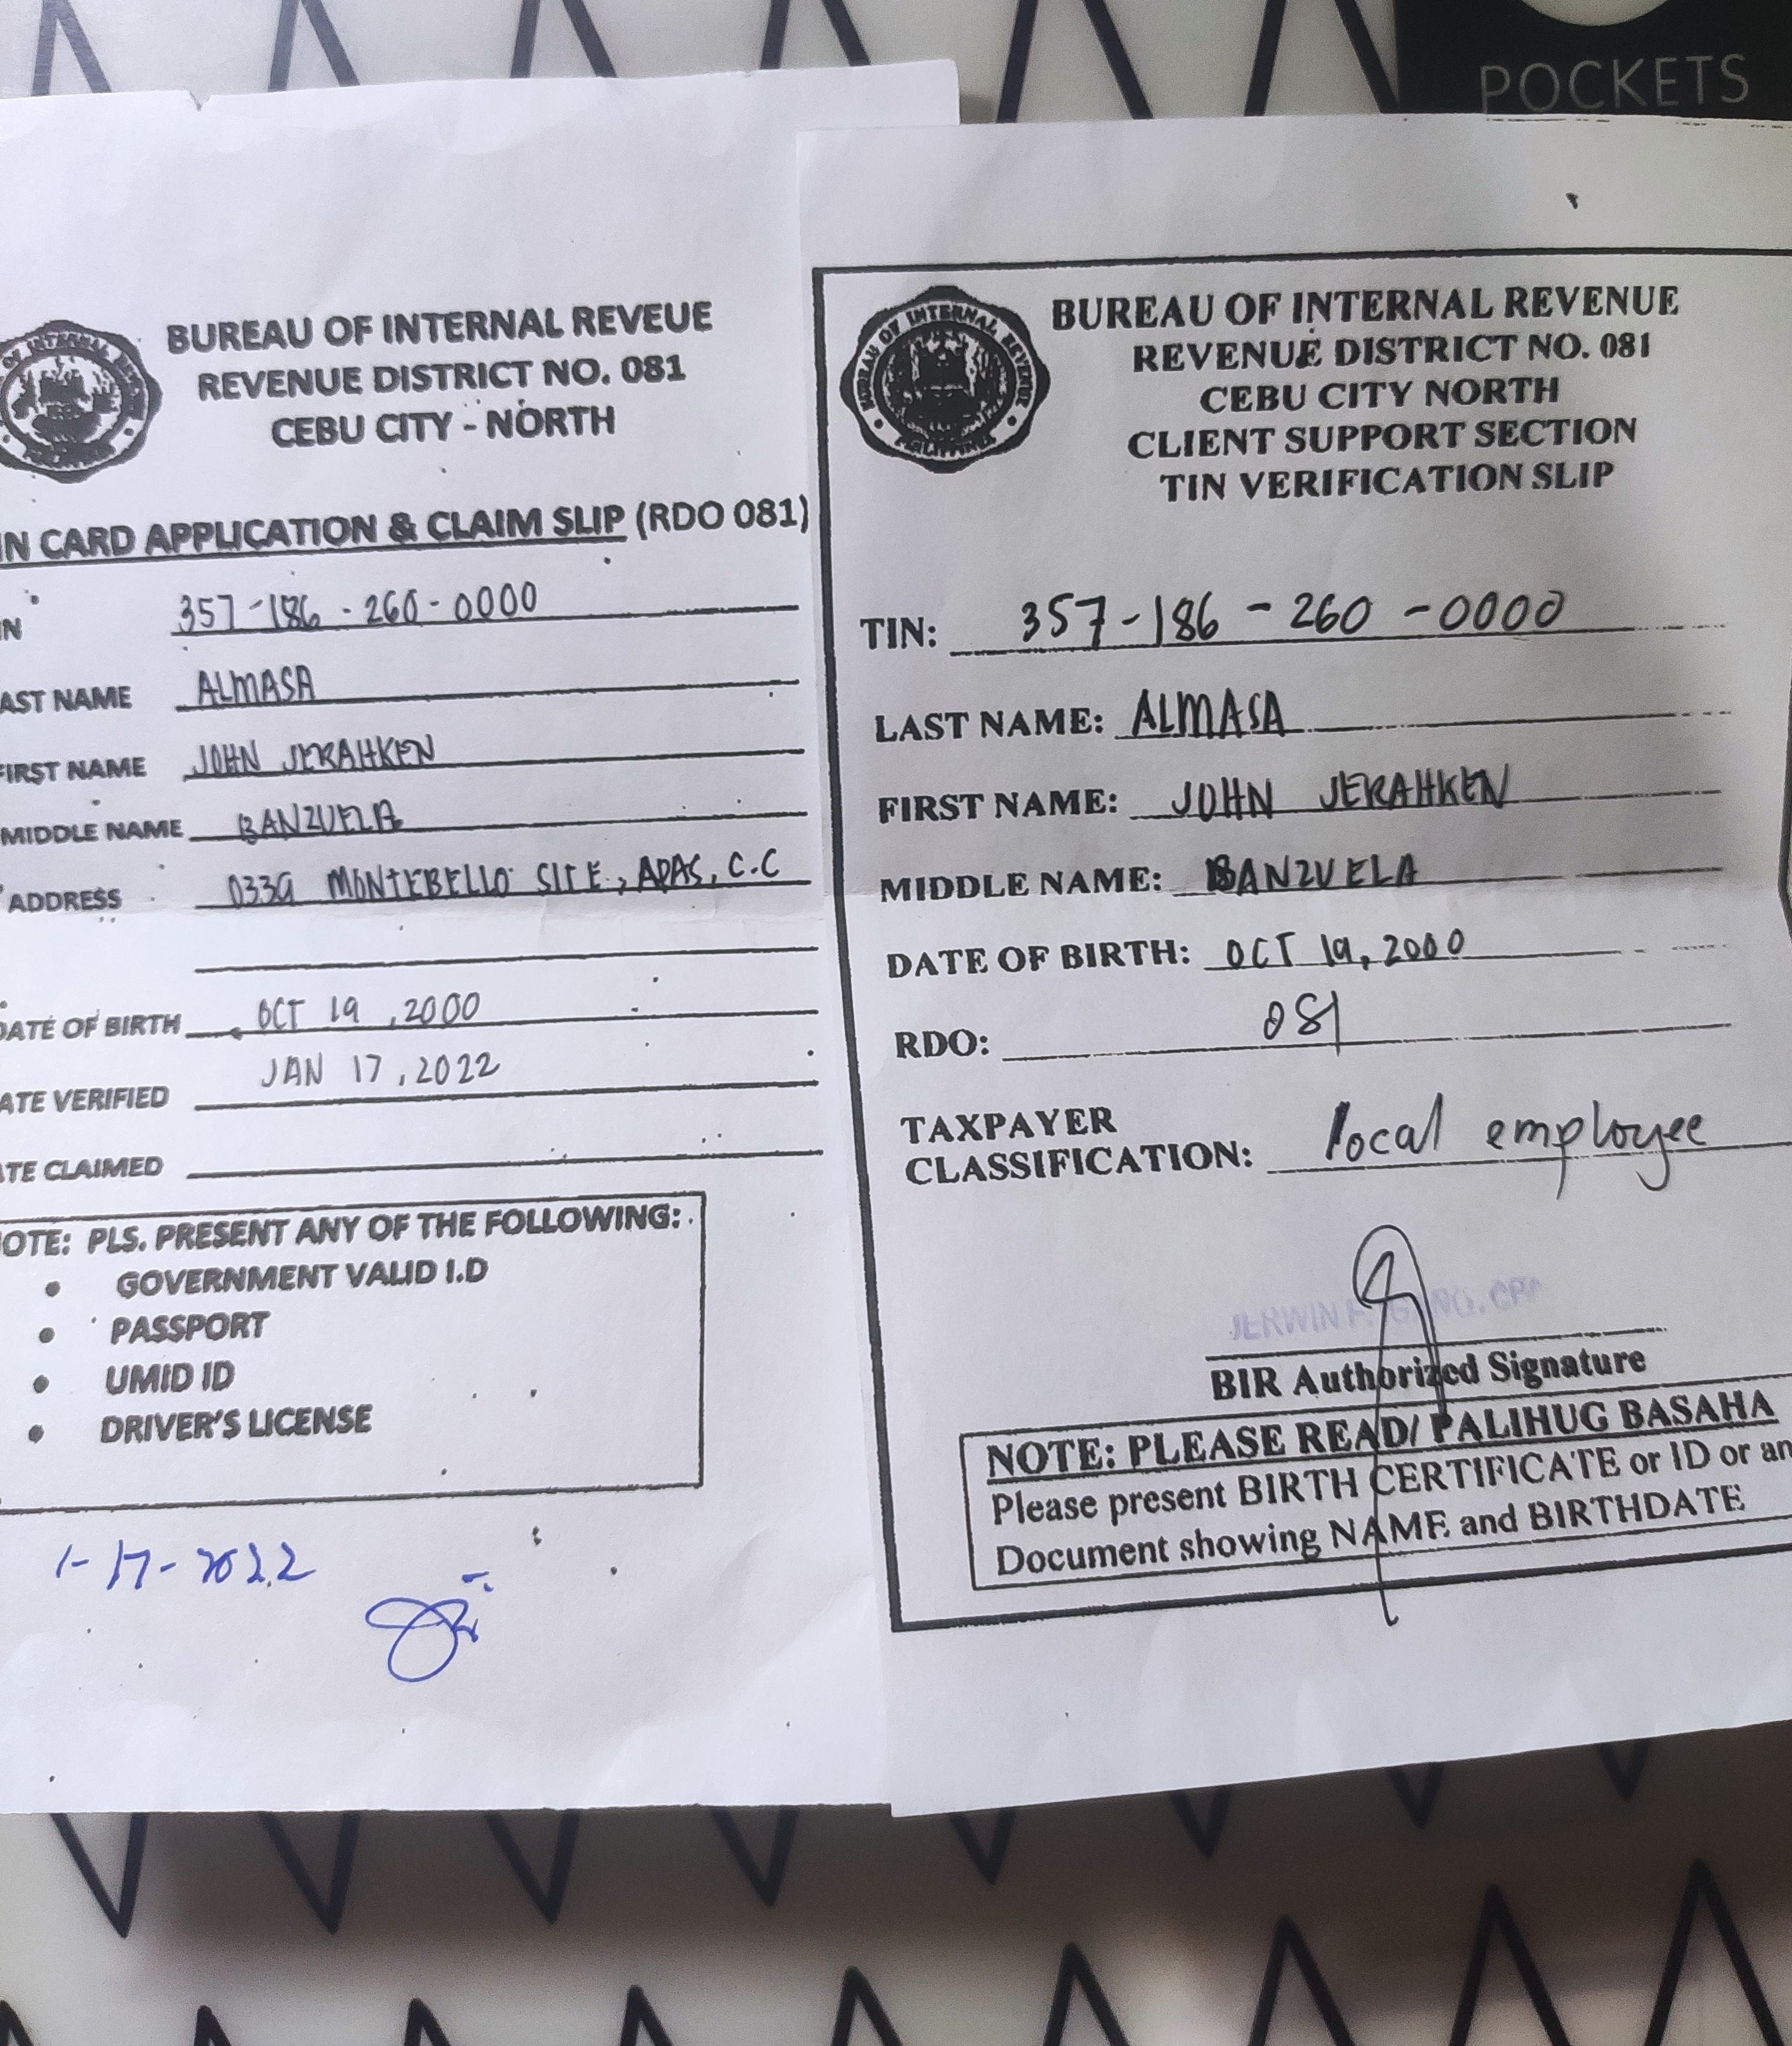 POCKETS
BUREAU OF INTERNAL REVEUE
REVENUE DISTRICT NO. 081
CEBU CITY - NORTH
IN CARD APPLICATION & CLAIM SLIP (RDO 081)
IN 357-186-260-0000
AST NAME ALMASA
FIRST NAME JOHN JERAHKEN
MIDDLE NAME BANZUELA
ADDRESS 0339 MONTEBELLO SITE, APAS, C.C
DATE OF BIRTH OCT 19, 2000
ATE VERIFIED JAN 17, 2022
ATE CLAIMED
OTE: PLS. PRESENT ANY OF THE FOLLOWING:
• GOVERNMENT VALID I.D
• PASSPORT
• UMID ID
• DRIVER'S LICENSE
1-17-2022
BUREAU OF INTERNAL REVENUE
BUREAU OF INTERNAL REVENUE
REVENUE DISTRICT NO. 081
CEBU CITY NORTH
CLIENT SUPPORT SECTION
TIN VERIFICATION SLIP
TIN: 357-186-260-0000
LAST NAME: ALMASA
FIRST NAME: JOHN JERAHKEN
MIDDLE NAME: BANZUELA
DATE OF BIRTH: OCT 19, 2000
RDO: 081
TAXPAYER
CLASSIFICATION: local employee
JERWIN CPA
BIR Authorized Signature
NOTE: PLEASE READ/ PALIHUG BASAHA
Please present BIRTH CERTIFICATE or ID or an
Document showing NAME and BIRTHDATE